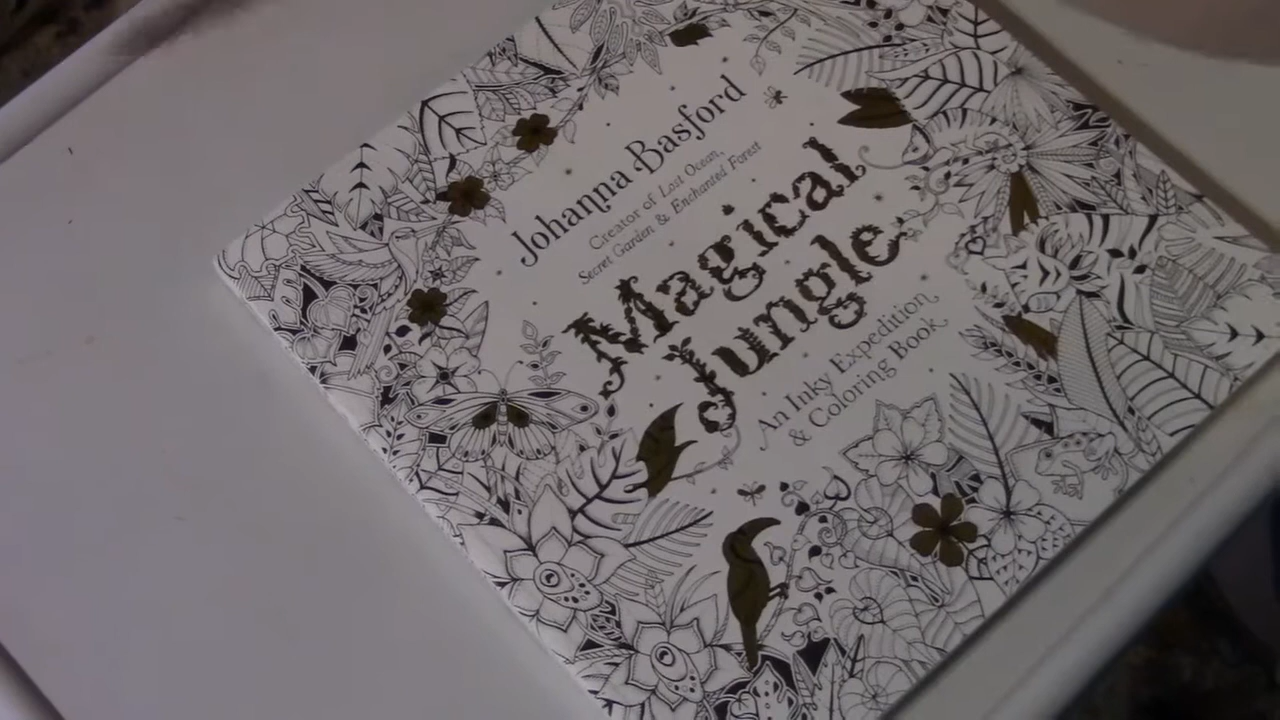 Johanna Basford
Creator of Lost Ocean,
Secret Garden & Enchanted Forest
Magical
Jungle
An Inky Expedition
& Coloring Book